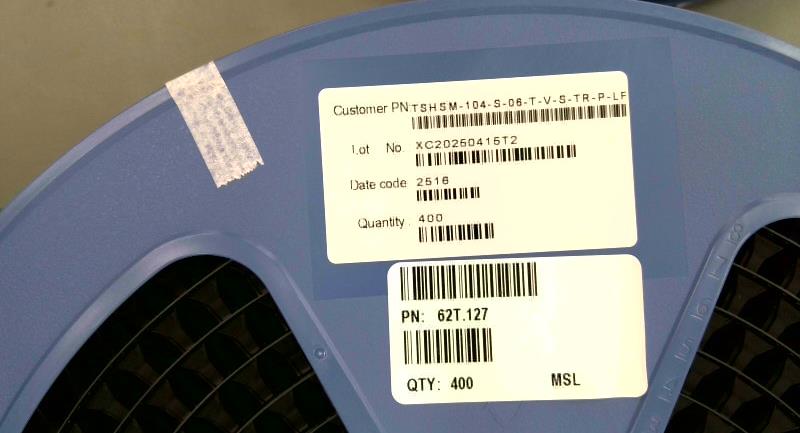 Customer PN TSHSM-104-S-06-T-V-S-TR-P-LF
Lot No. XC20250415T2
Date code 2516
Quantity. 400
PN: 62T.127
QTY: 400 MSL